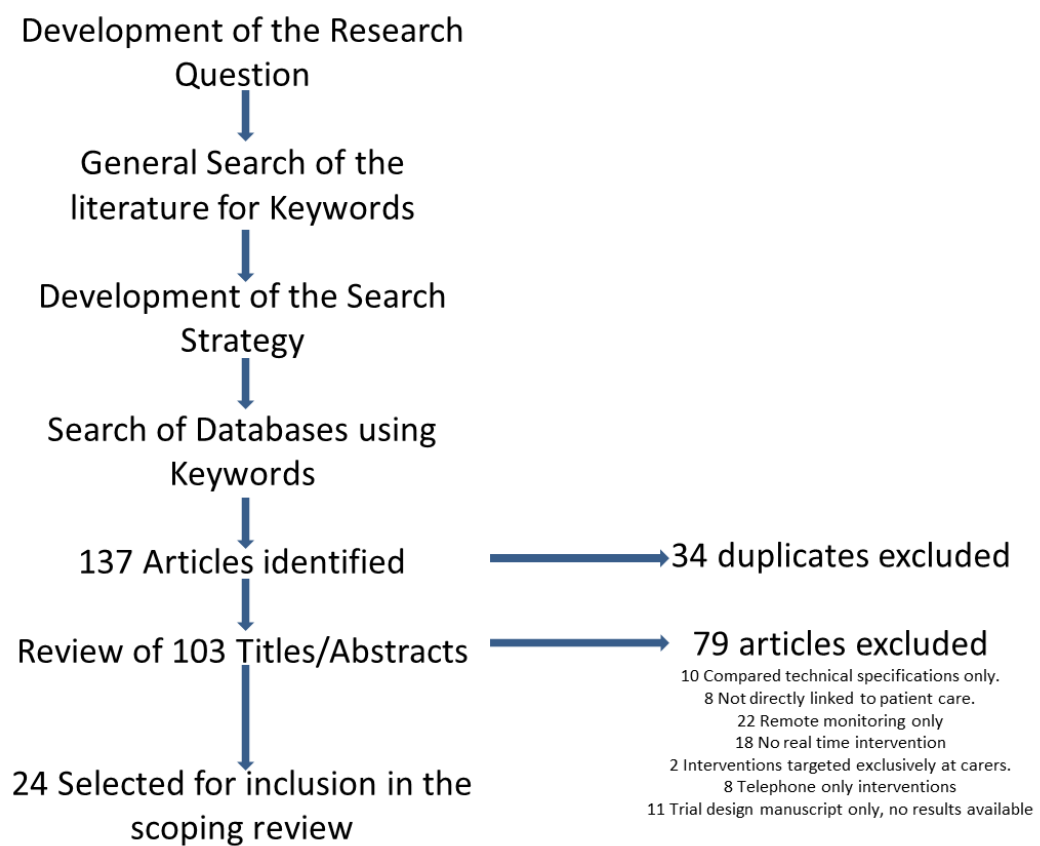 Development of the Research
Question
General Search of the
literature for Keywords
Development of the Search
Strategy
Search of Databases using
Keywords
137 Articles identified
34 duplicates excluded
Review of 103 Titles/Abstracts
79 articles excluded
10 Compared technical specifications only.
8 Not directly linked to patient care.
22 Remote monitoring only
18 No real time intervention
2 Interventions targeted exclusively at carers.
8 Telephone only interventions
11 Trial design manuscript only, no results available
24 Selected for inclusion in the
scoping review